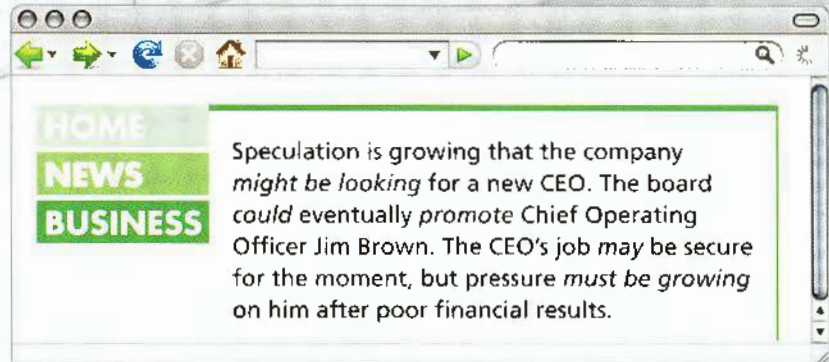 HOME
NEWS
BUSINESS
Speculation is growing that the company
might be looking for a new CEO. The board
could eventually promote Chief Operating
Officer Jim Brown. The CEO's job may be secure
for the moment, but pressure must be growing
on him after poor financial results.